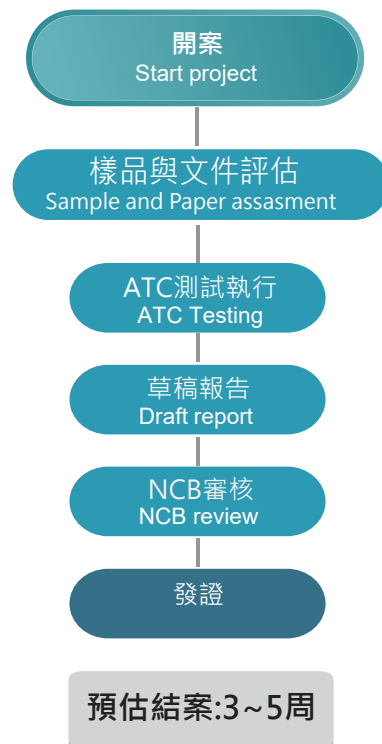 開案
Start project
樣品與文件評估
Sample and Paper assasment
ATC測試執行
ATC Testing
草稿報告
Draft report
NCB審核
NCB review
發證
預估結案:3~5周